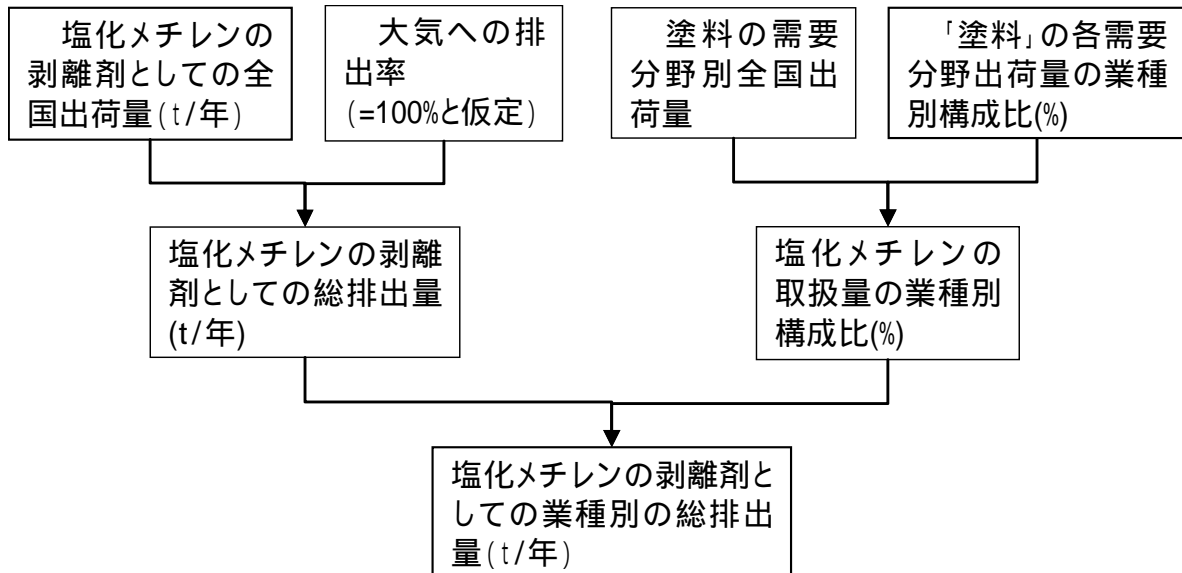 塩化メチレンの
剥離剤としての全
国出荷量(t/年)
大気への排
出率
(=100%と仮定)
塗料の需要
分野別全国出
荷量
「塗料」の各需要
分野出荷量の業種
別構成比(%)
塩化メチレンの剥離
剤としての総排出量
(t/年)
塩化メチレンの
取扱量の業種別
構成比(%)
塩化メチレンの剥離剤と
しての業種別の総排出
量(t/年)